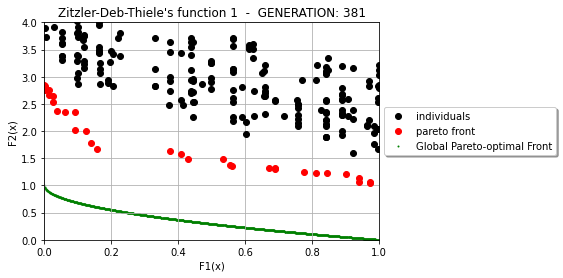 Zitzler-Deb-Thiele's function 1 - GENERATION: 381
4.0
3.5
3.0
2.5
2.0
1.5
1.0
0.5
0.0
F2(x)
0.0 0.2 0.4 0.6 0.8 1.0
F1(x)
individuals
pareto front
Global Pareto-optimal Front